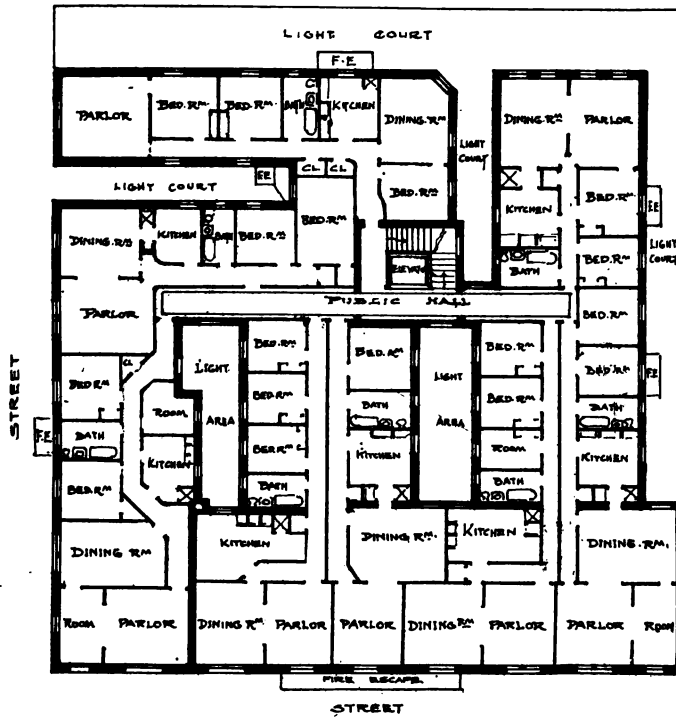 LIGHT COURT
F.E
PARLOR
BED.RM
BED.RM
BATH
KITCHEN
C
DINING.RM
LIGHT
COURT
DINING.RM
PARLOR
CL
CL
BED.RM
BED.RM
LIGHT COURT
F.E
KITCHEN
BED.RM
F.E
LIGHT
COURT
DINING.RM
KITCHEN
BATH
BED.RM
BED.RM
ELEVATOR
BATH
PUBLIC HALL
PARLOR
BED.RM
CL
BED.RM
LIGHT
AREA
BED.RM
BED.RM
LIGHT
AREA
BED.RM
BED.RM
F.E
BED.RM
ROOM
BATH
BED.RM
BATH
STREET
F.E
BATH
KITCHEN
BERRM
KITCHEN
ROOM
KITCHEN
BED.RM
BATH
BATH
KITCHEN
DINING RM.
KITCHEN
DINING.RM.
DINING RM
ROOM
PARLOR
DINING RM
PARLOR
PARLOR
DINING RM
PARLOR
PARLOR
ROOM
FIRE ESCAPE
STREET